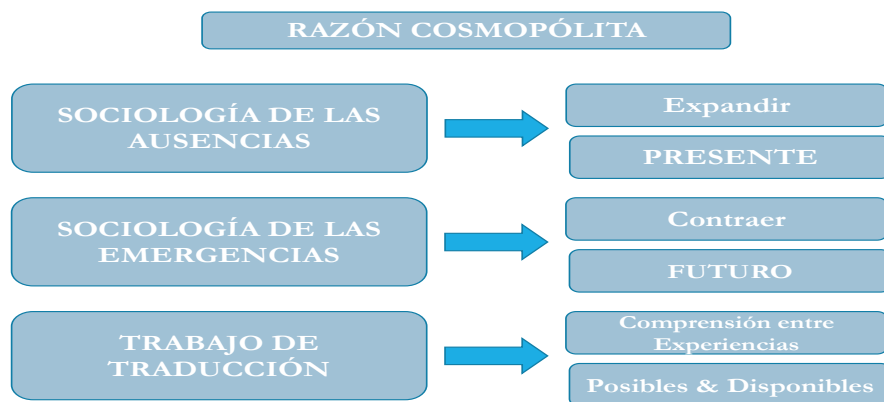 RAZÓN COSMOPÓLITA
SOCIOLOGÍA DE LAS
AUSENCIAS
Expandir
PRESENTE
SOCIOLOGÍA DE LAS
EMERGENCIAS
Contraer
FUTURO
TRABAJO DE
TRADUCCIÓN
Comprensión entre
Experiencias
Posibles & Disponibles